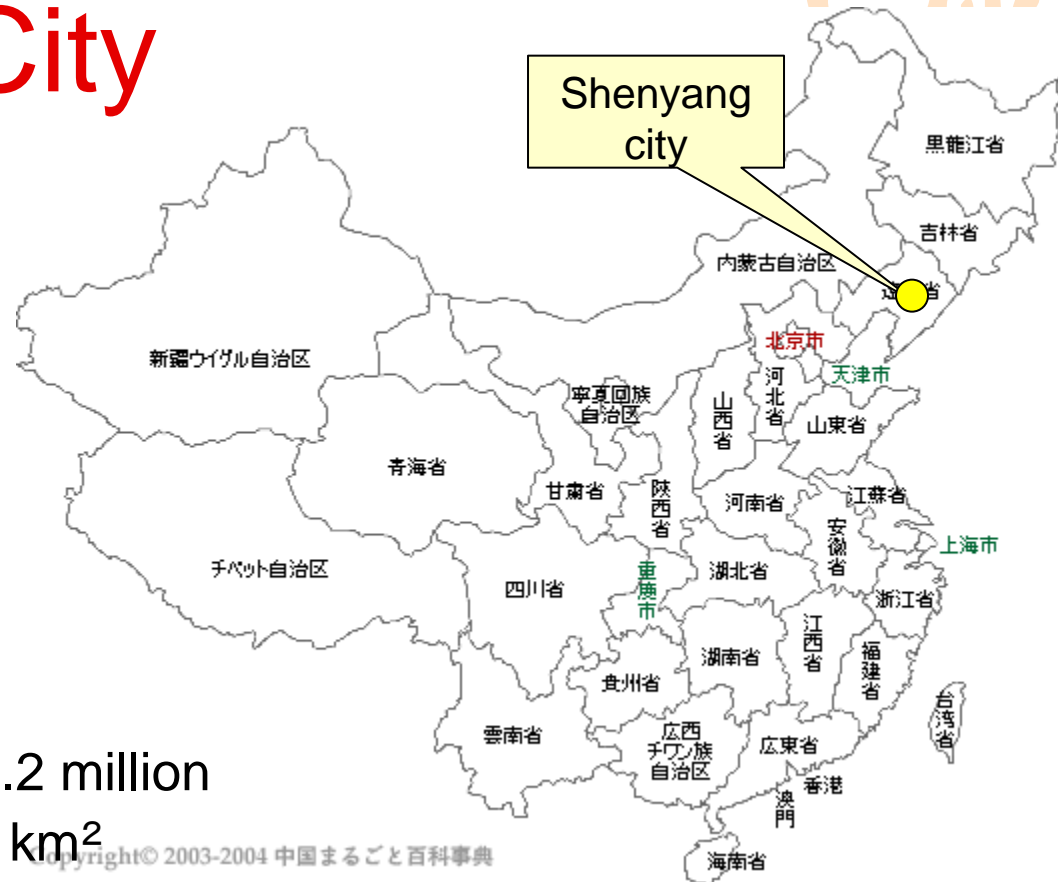 City
Shenyang
city
黒龍江省
吉林省
内蒙古自治区
省
北京市
天津市
新疆ウイグル自治区
寧夏回族
自治区
山西省
河北省
山東省
青海省
甘粛省
陝西省
河南省
江蘇省
安徽省
上海市
チベット自治区
四川省
重慶市
湖北省
浙江省
江西省
湖南省
福建省
貴州省
台湾省
雲南省
広西
チワン族
自治区
広東省
香港
澳門
海南省
.2 million
km²
Copyright© 2003-2004 中国まるごと百科事典